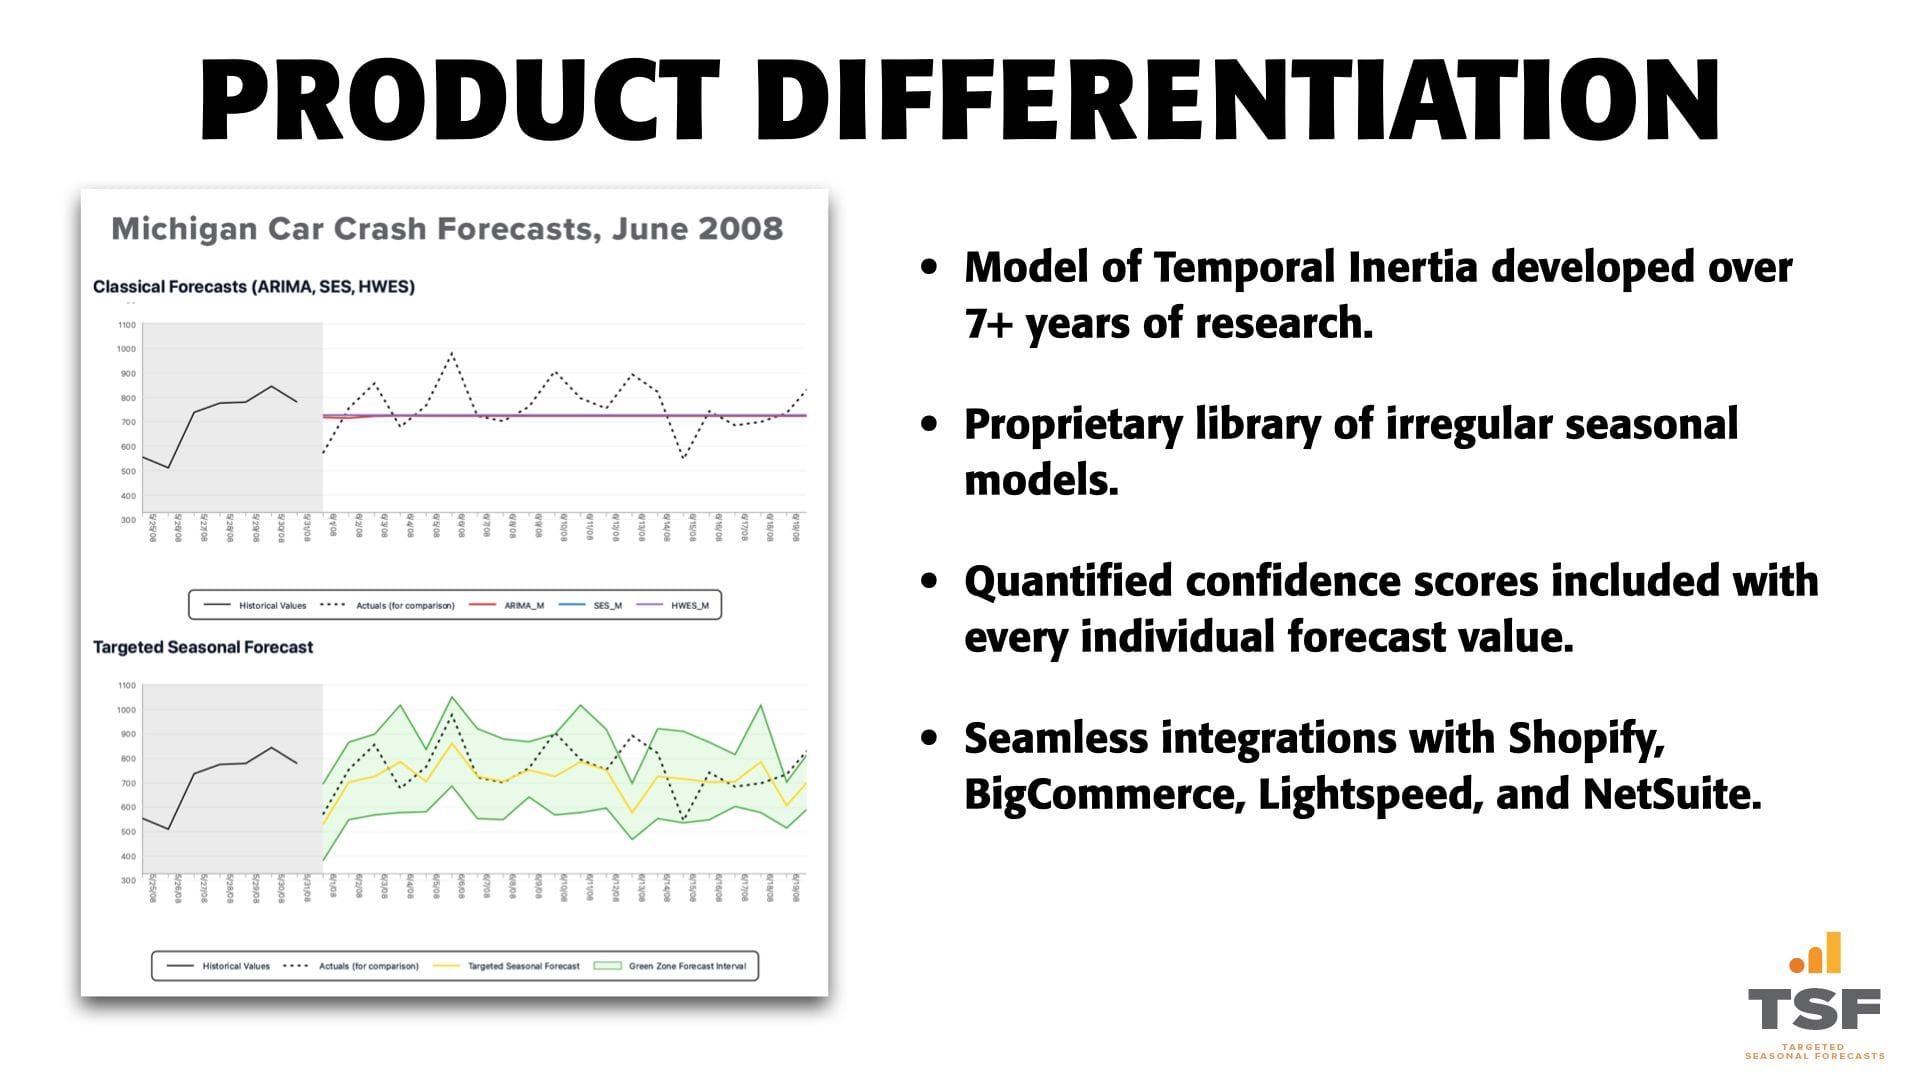 PRODUCT DIFFERENTIATION
Michigan Car Crash Forecasts, June 2008
Classical Forecasts (ARIMA, SES, HWES)
1100
1000
900
800
700
600
500
400
300
5/25/08 5/26/08 5/27/08 5/28/08 5/29/08 5/30/08 5/31/08 6/1/08 6/2/08 6/3/08 6/4/08 6/5/08 6/6/08 6/7/08 6/8/08 6/9/08 6/10/08 6/11/08 6/12/08 6/13/08 6/14/08 6/15/08 6/16/08 6/17/08 6/18/08 6/19/08
Historical Values Actuals (for comparison) ARIMA_M SES_M HWES_M
Targeted Seasonal Forecast
1100
1000
900
800
700
600
500
400
300
5/25/08 5/26/08 5/27/08 5/28/08 5/29/08 5/30/08 5/31/08 6/1/08 6/2/08 6/3/08 6/4/08 6/5/08 6/6/08 6/7/08 6/8/08 6/9/08 6/10/08 6/11/08 6/12/08 6/13/08 6/14/08 6/15/08 6/16/08 6/17/08 6/18/08 6/19/08
Historical Values Actuals (for comparison) Targeted Seasonal Forecast Green Zone Forecast Interval
• Model of Temporal Inertia developed over
7+ years of research.
• Proprietary library of irregular seasonal
models.
• Quantified confidence scores included with
every individual forecast value.
• Seamless integrations with Shopify,
BigCommerce, Lightspeed, and NetSuite.
TSF
TARGETED
SEASONAL FORECASTS